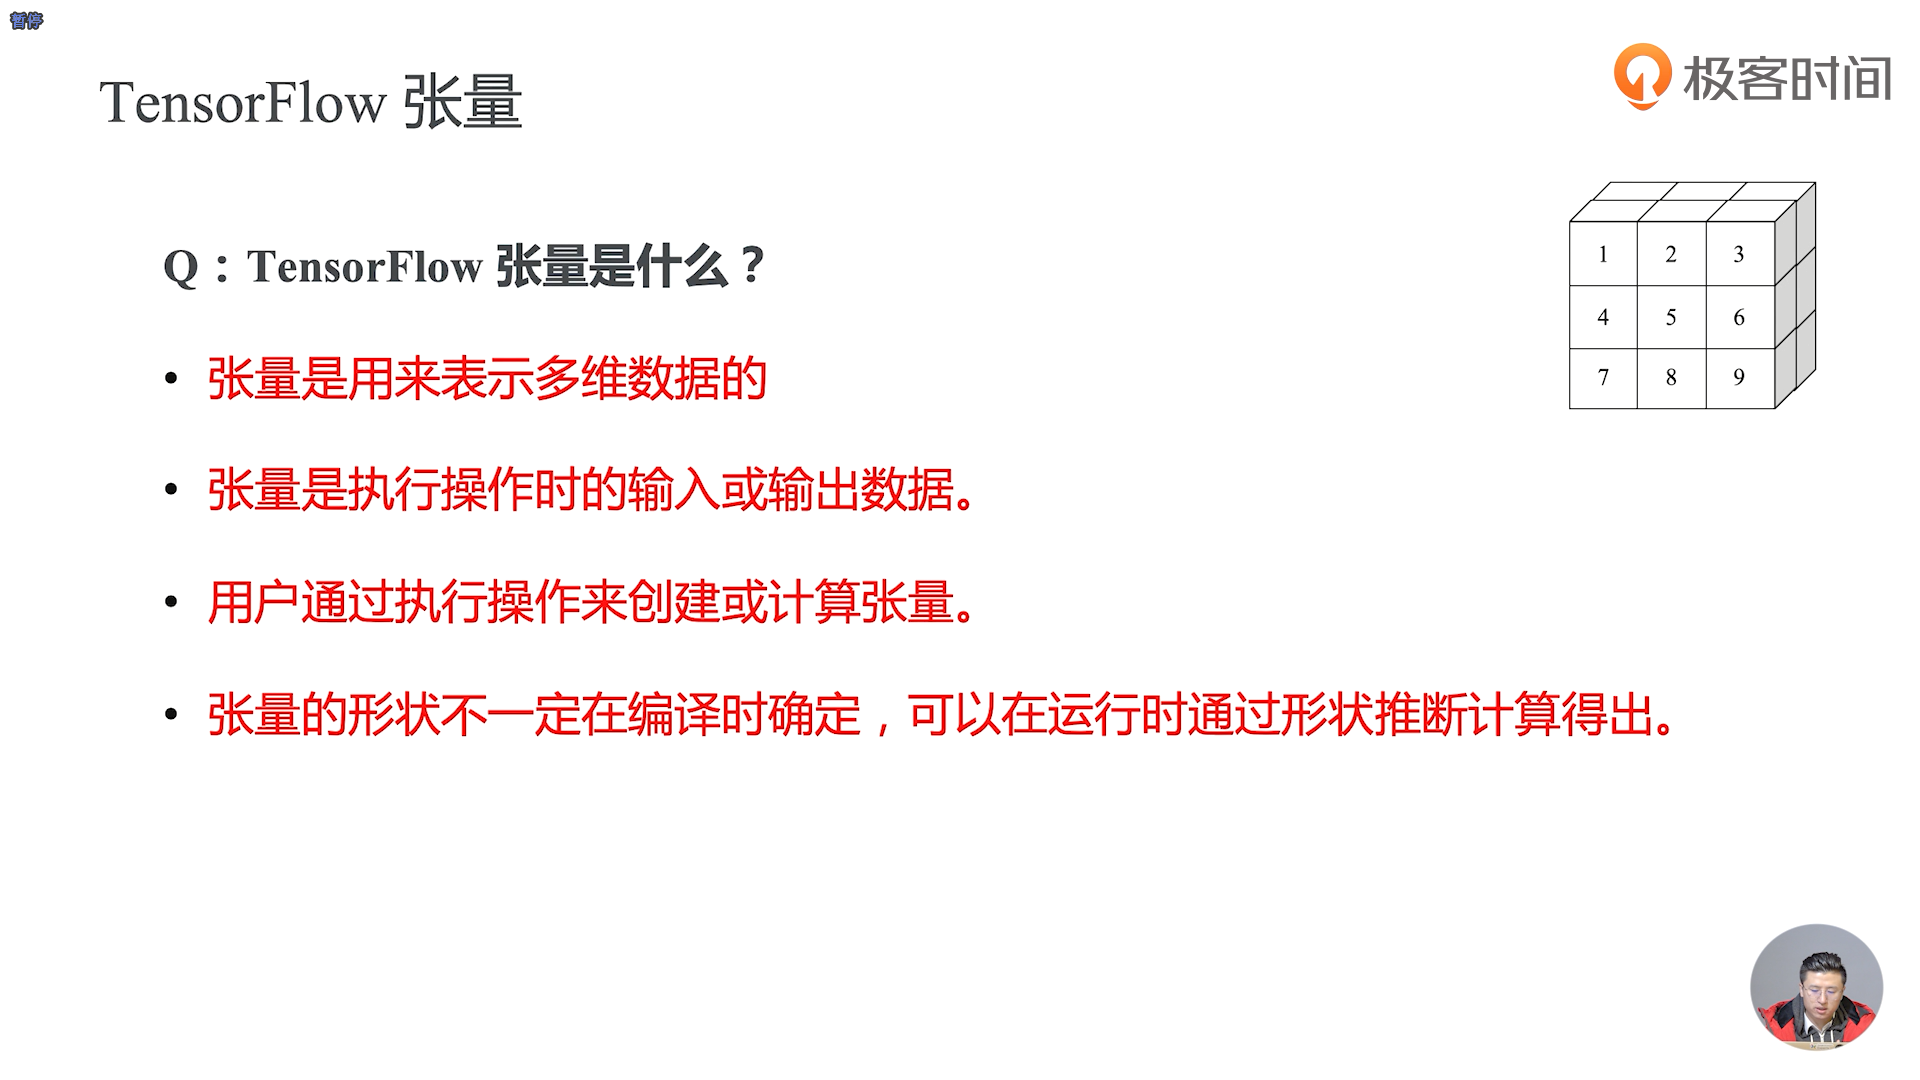 暂停
TensorFlow 张量
极客时间
Q：TensorFlow 张量是什么？
• 张量是用来表示多维数据的
• 张量是执行操作时的输入或输出数据。
• 用户通过执行操作来创建或计算张量。
• 张量的形状不一定在编译时确定，可以在运行时通过形状推断计算得出。
1 2 3
4 5 6
7 8 9